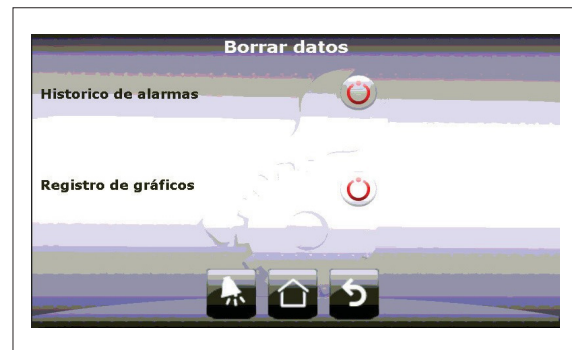 Borrar datos
Historico de alarmas
Registro de gráficos